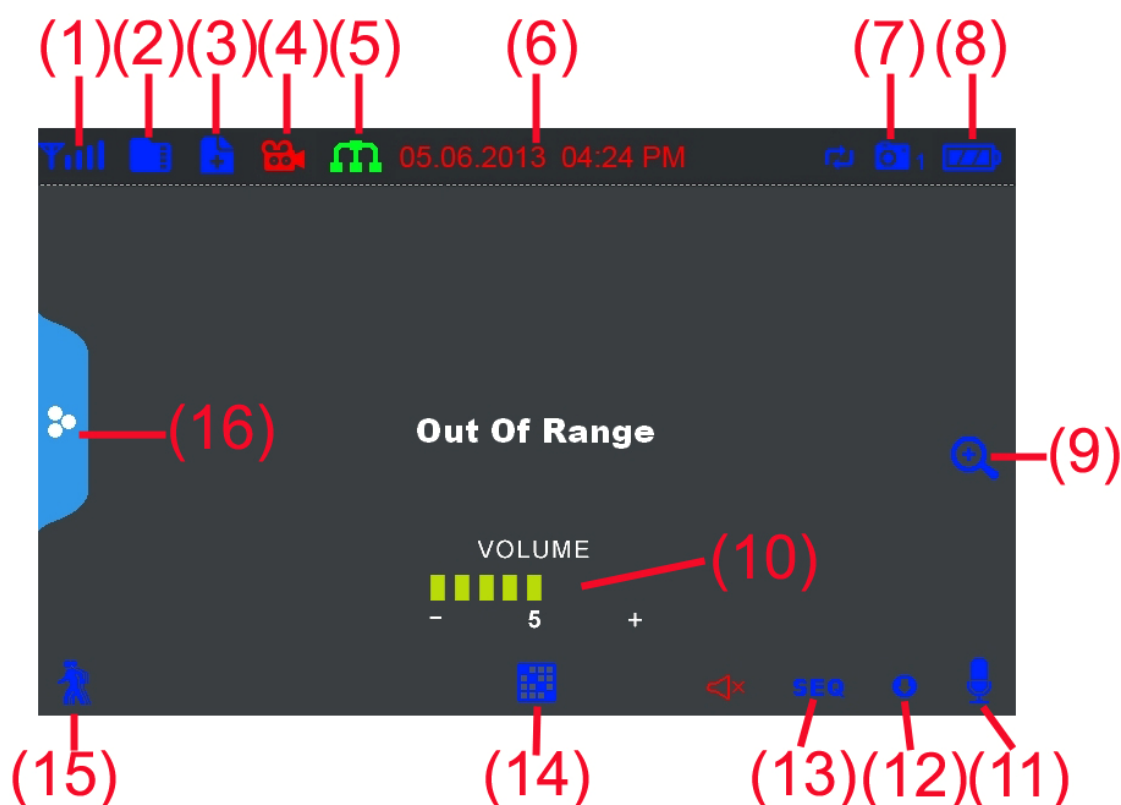 (1)(2)(3)(4)(5) (6) (7) (8)
05.06.2013 04:24 PM 1
(16) Out Of Range
(9)
VOLUME
(10)
- 5 +
SEQ
(15) (14) (13)(12)(11)